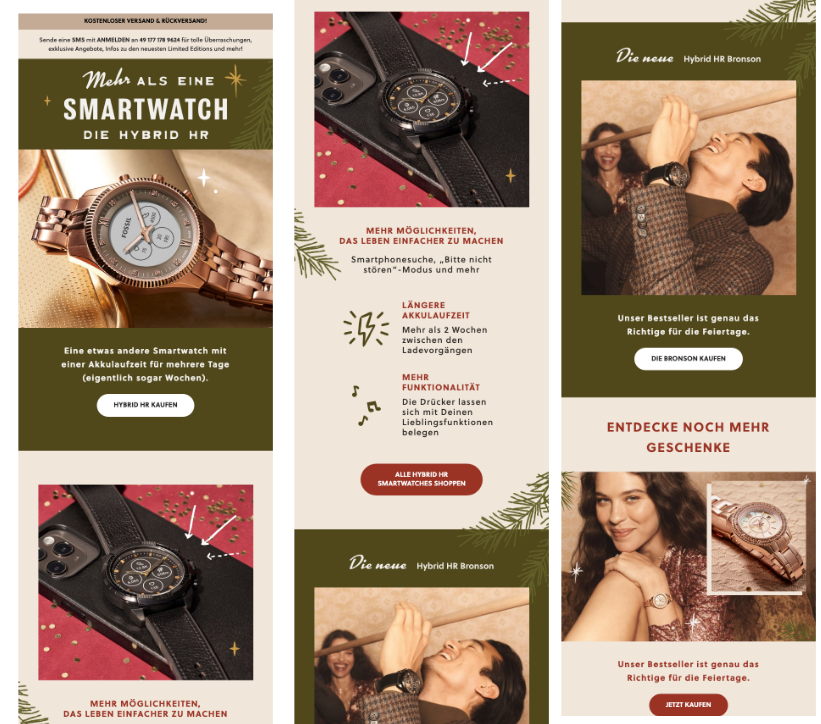 KOSTENLOSER VERSAND & RÜCKVERSAND!
Sende eine SMS mit ANMELDEN an 49 177 178 9624 für tolle Überraschungen,
exklusive Angebote, Infos zu den neuesten Limited Editions und mehr!
Mehr ALS EINE
SMARTWATCH
DIE HYBRID HR
FOSSIL
Eine etwas andere Smartwatch mit
einer Akkulaufzeit für mehrere Tage
(eigentlich sogar Wochen).
HYBRID HR KAUFEN
MEHR MÖGLICHKEITEN,
DAS LEBEN EINFACHER ZU MACHEN
MEHR MÖGLICHKEITEN,
DAS LEBEN EINFACHER ZU MACHEN
Smartphonesuche, „Bitte nicht
stören"-Modus und mehr
LÄNGERE
AKKULAUFZEIT
Mehr als 2 Wochen
zwischen den
Ladevorgängen
MEHR
FUNKTIONALITÄT
Die Drücker lassen
sich mit Deinen
Lieblingsfunktionen
belegen
ALLE HYBRID HR
SMARTWATCHES SHOPPEN
Die neue Hybrid HR Bronson
Die neue Hybrid HR Bronson
Unser Bestseller ist genau das
Richtige für die Feiertage.
DIE BRONSON KAUFEN
ENTDECKE NOCH MEHR
GESCHENKE
Unser Bestseller ist genau das
Richtige für die Feiertage.
JETZT KAUFEN